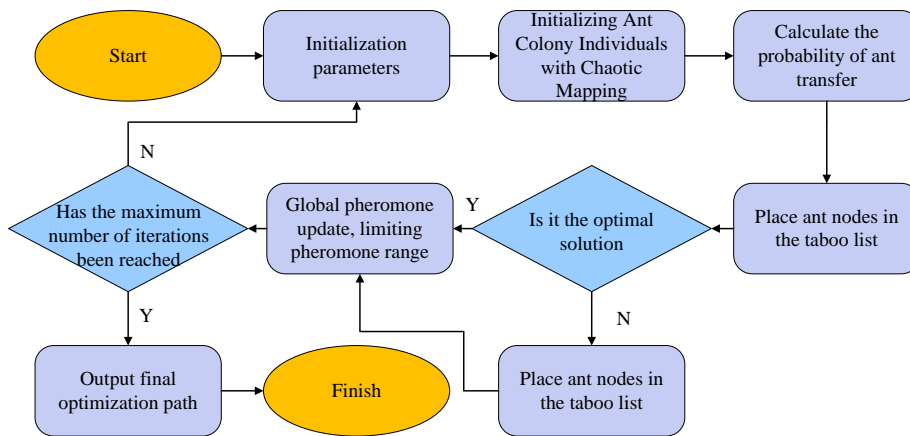 Start
Initialization
parameters
Initializing Ant
Colony Individuals
with Chaotic
Mapping
Calculate the
probability of ant
transfer
N
Has the maximum
number of iterations
been reached
Global pheromone
update, limiting
pheromone range
Y
Is it the optimal
solution
Place ant nodes in
the taboo list
Y
N
Output final
optimization path
Finish
Place ant nodes in
the taboo list